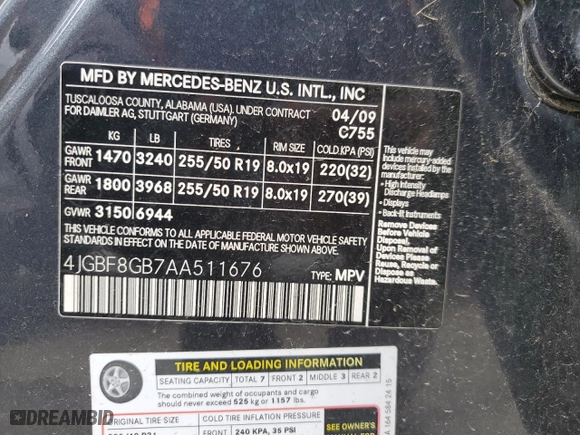 MFD BY MERCEDES-BENZ U.S. INTL., INC
TUSCALOOSA COUNTY, ALABAMA (USA), UNDER CONTRACT
FOR DAIMLER AG, STUTTGART (GERMANY)
04/09
C755
KG LB TIRES RIM SIZE COLD.KPA (PSI)
GAWR FRONT 1470 3240 255/50 R19 8.0x19 220(32)
GAWR REAR 1800 3968 255/50 R19 8.0x19 270(39)
GVWR 3150 6944
THIS VEHICLE CONFORMS TO ALL APPLICABLE FEDERAL MOTOR VEHICLE
SAFETY STANDARDS IN EFFECT ON THE DATE OF MANUFACTURE SHOWN ABOVE.
4JGBF8GB7AA511676
TYPE: MPV
This vehicle may
include mercury-added
devices installed by the
manufacturer:
• High Intensity
Discharge Headlamps
• Displays
• Back-lit Instruments
Remove Devices
Before Vehicle
Disposal.
Upon Removal of
Devices Please
Reuse, Recycle or
Dispose as
Hazardous Waste.
TIRE AND LOADING INFORMATION
SEATING CAPACITY TOTAL 7 FRONT 2 MIDDLE 3 REAR 2
The combined weight of occupants and cargo
should never exceed 525 kg or 1157 lbs.
ORIGINAL TIRE SIZE COLD TIRE INFLATION PRESSURE
FRONT 240 KPA, 35 PSI
SEE OWNER'S
A 164 584 24 15
DREAMBID